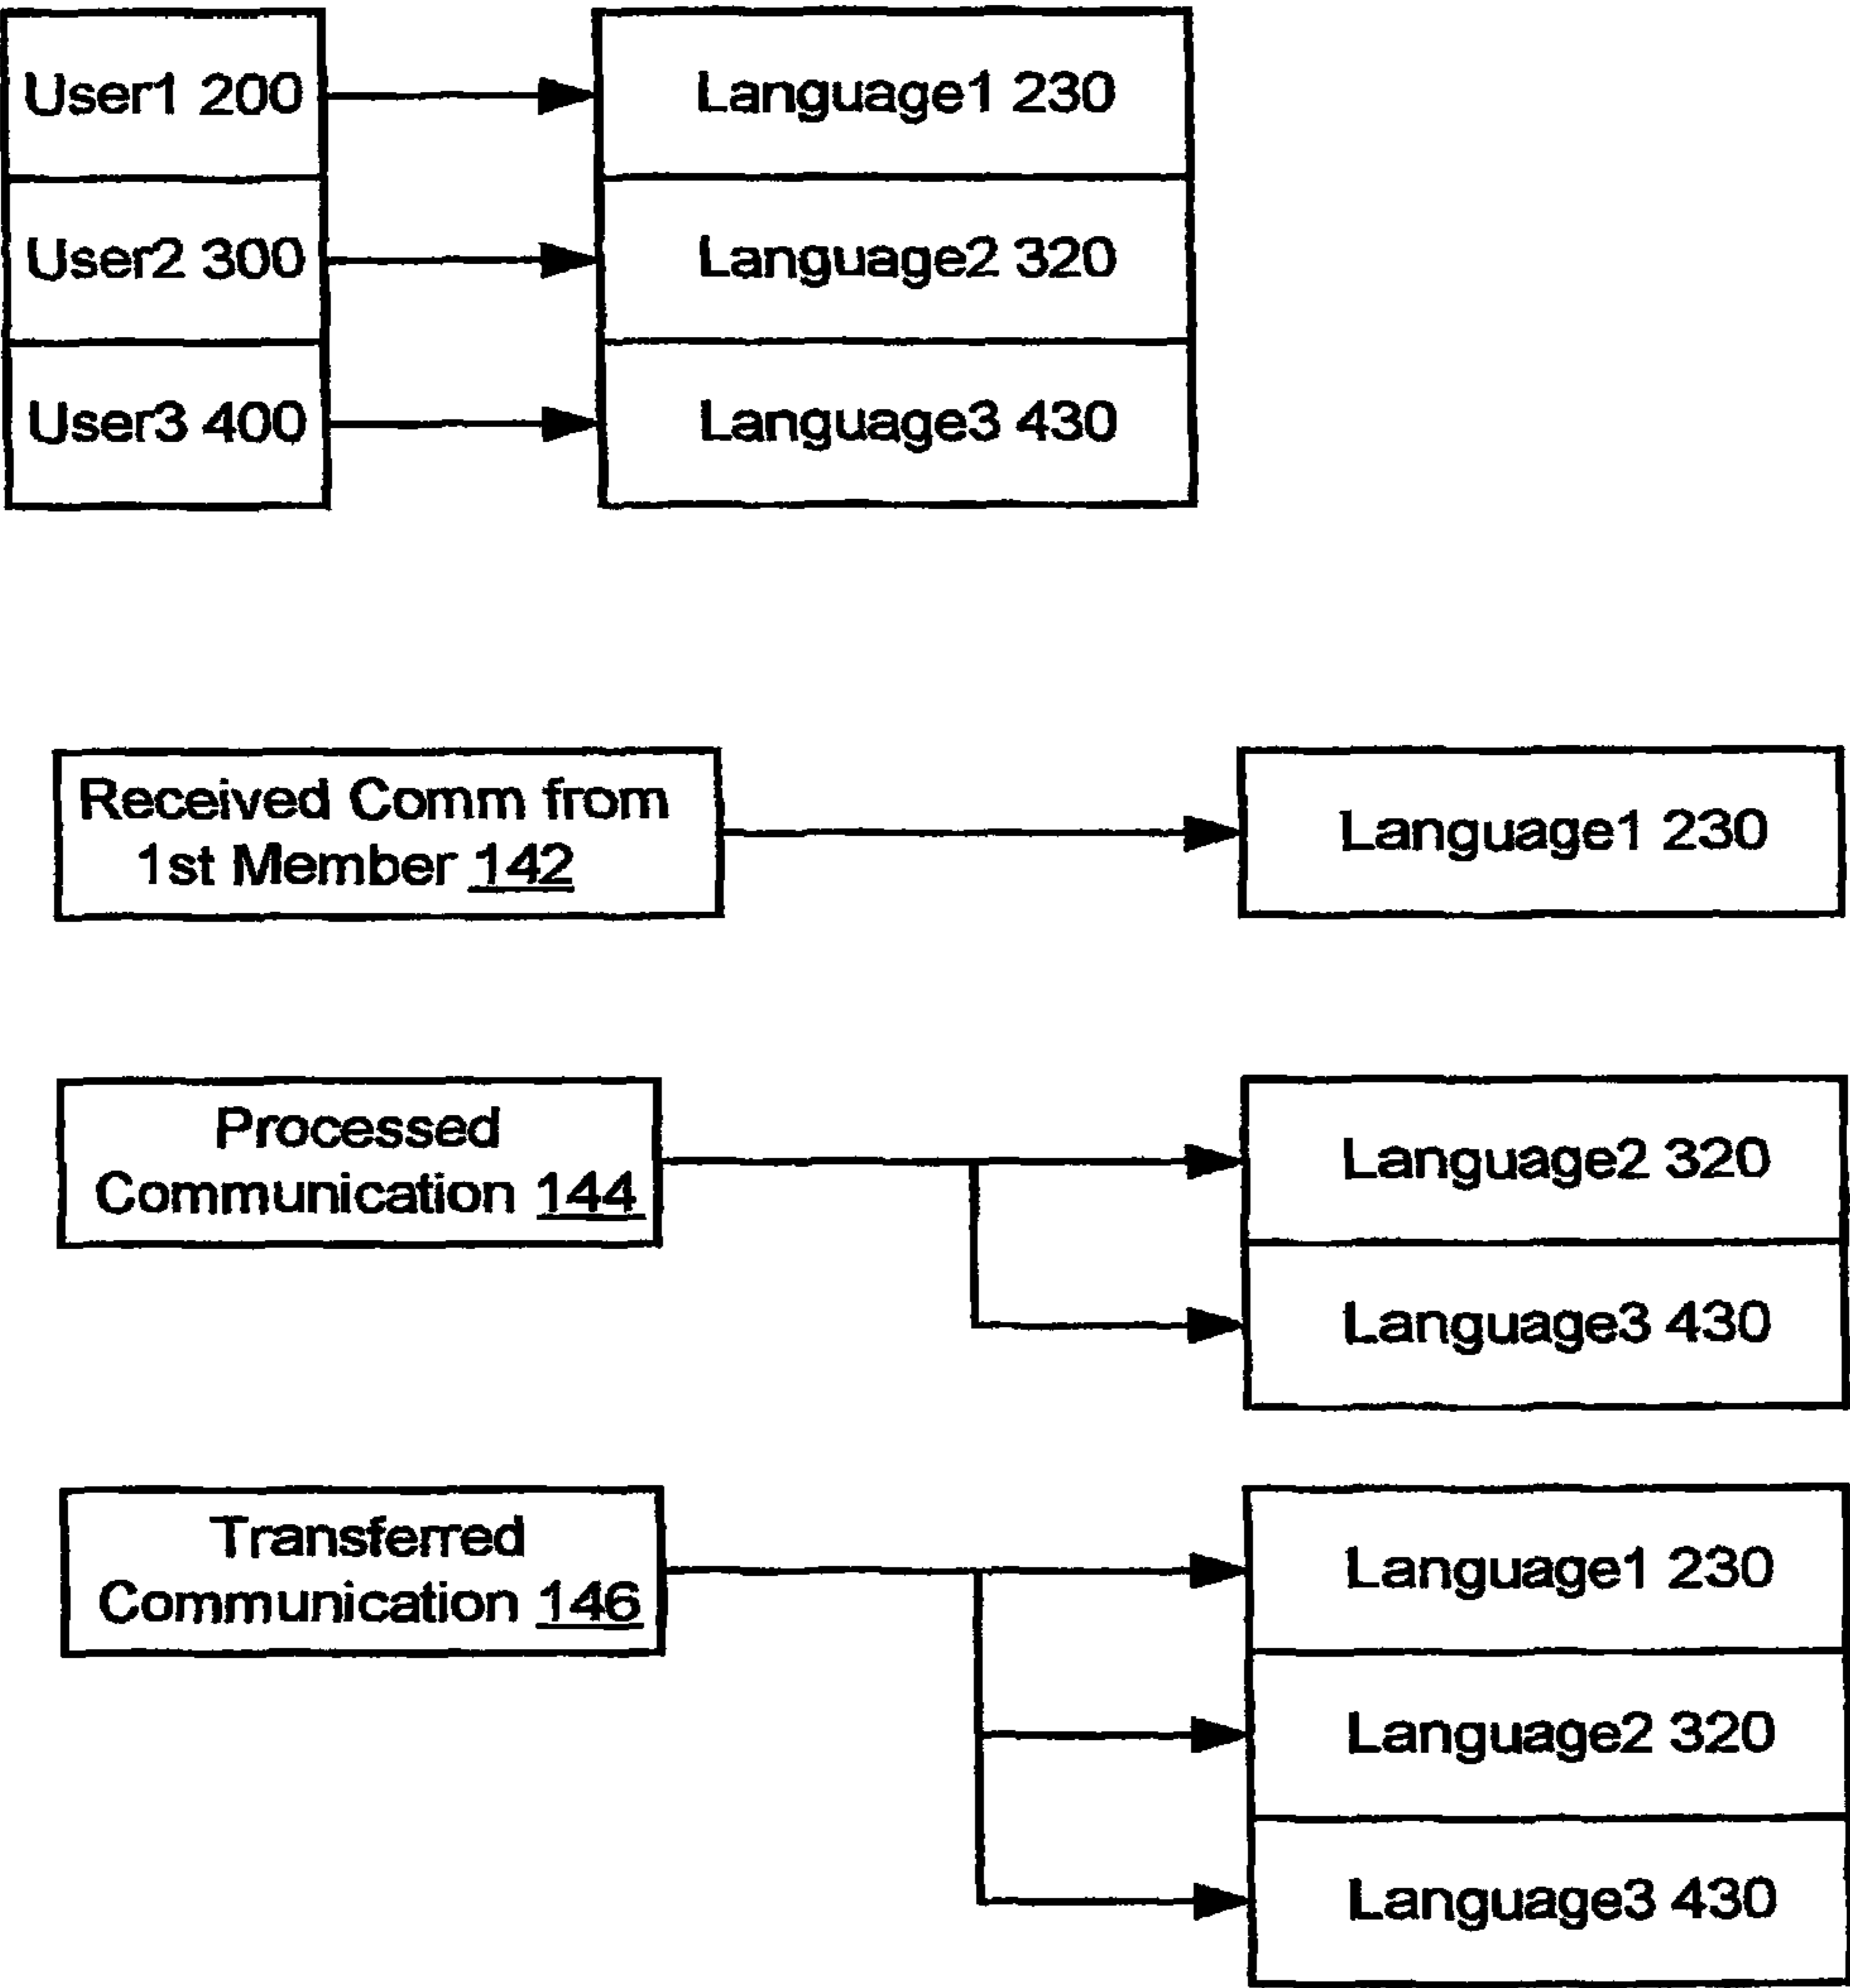 User1 200
Language1 230
User2 300
Language2 320
User3 400
Language3 430
Received Comm from
1st Member 142
Language1 230
Processed
Communication 144
Language2 320
Language3 430
Transferred
Communication 146
Language1 230
Language2 320
Language3 430